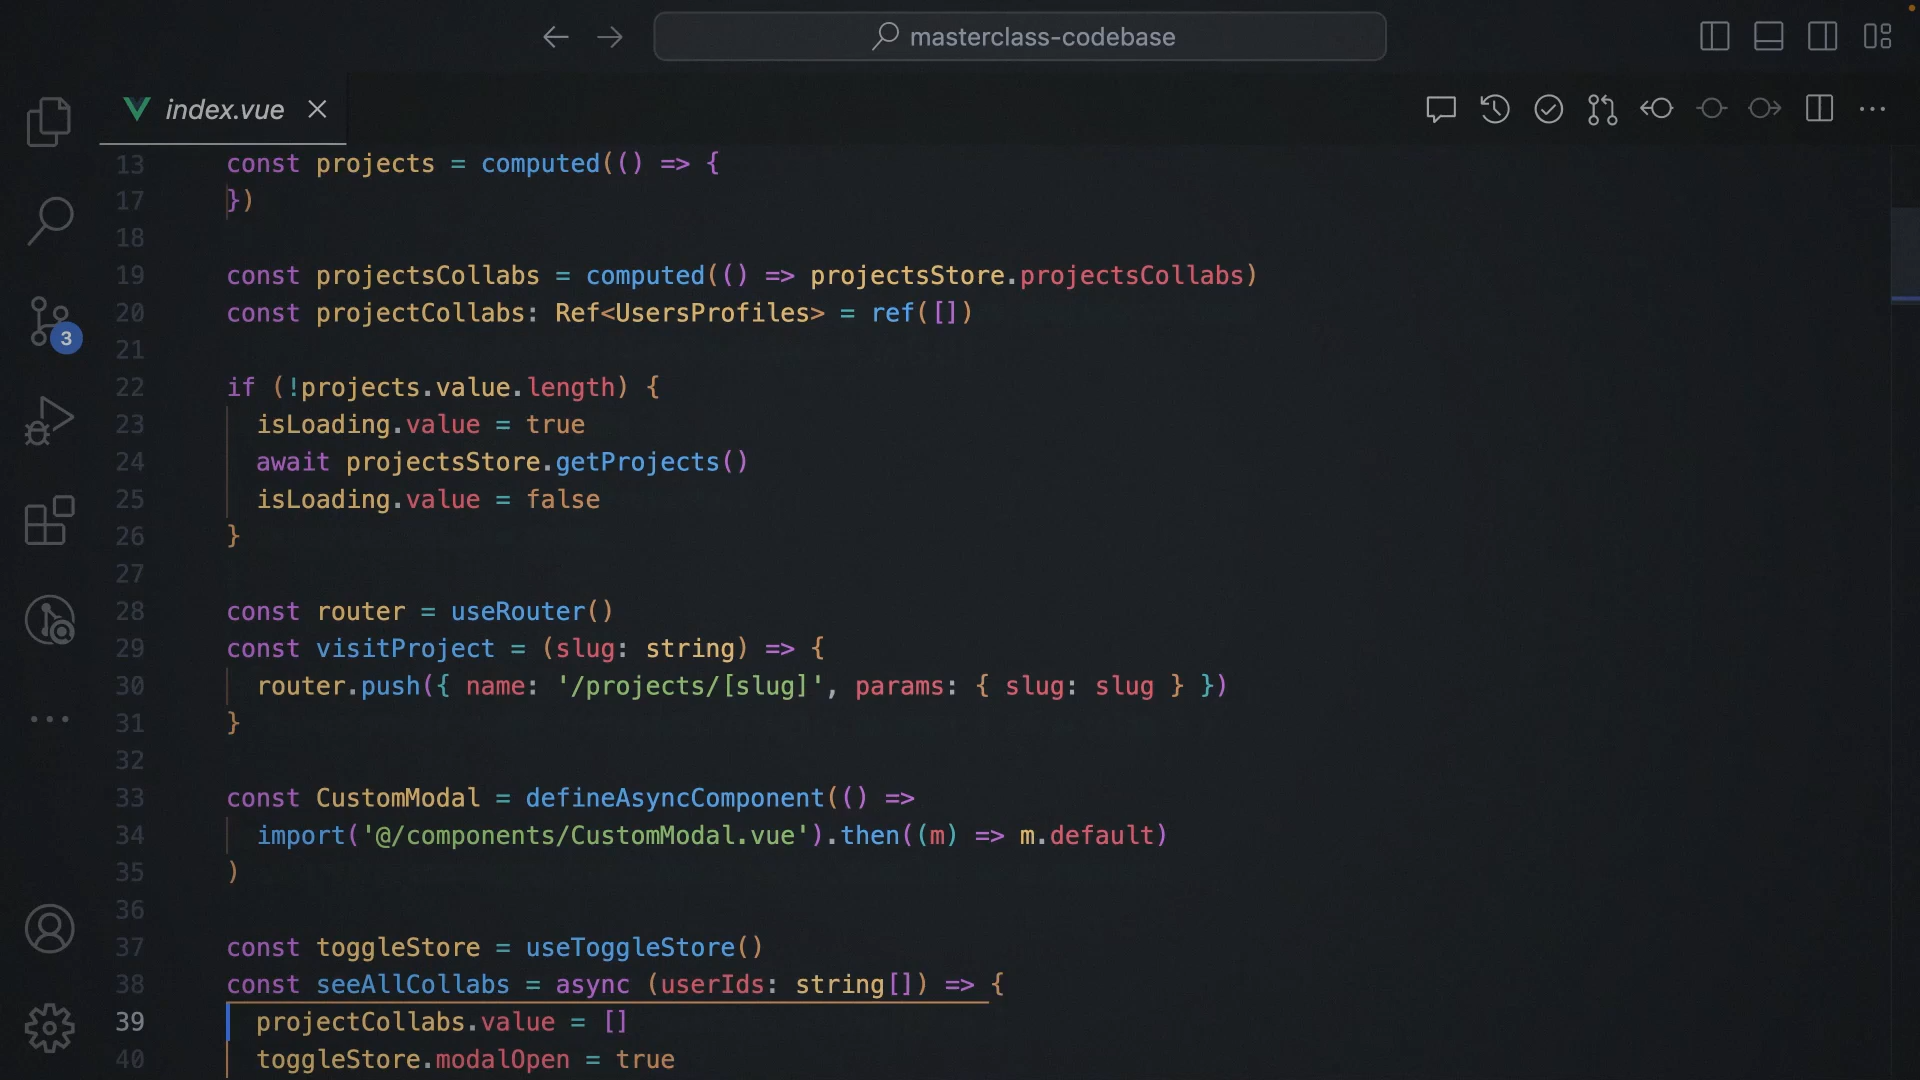 masterclass-codebase
index.vue
13 const projects = computed(() => {
17 })
18
19 const projectsCollabs = computed(() => projectsStore.projectsCollabs)
20 const projectCollabs: Ref<UsersProfiles> = ref([])
21
22 if (!projects.value.length) {
23 isLoading.value = true
24 await projectsStore.getProjects()
25 isLoading.value = false
26 }
27
28 const router = useRouter()
29 const visitProject = (slug: string) => {
30 router.push({ name: '/projects/[slug]', params: { slug: slug } })
31 }
32
33 const CustomModal = defineAsyncComponent(() =>
34 import('@/components/CustomModal.vue').then((m) => m.default)
35 )
36
37 const toggleStore = useToggleStore()
38 const seeAllCollabs = async (userIds: string[]) => {
39 projectCollabs.value = []
40 toggleStore.modalOpen = true
3